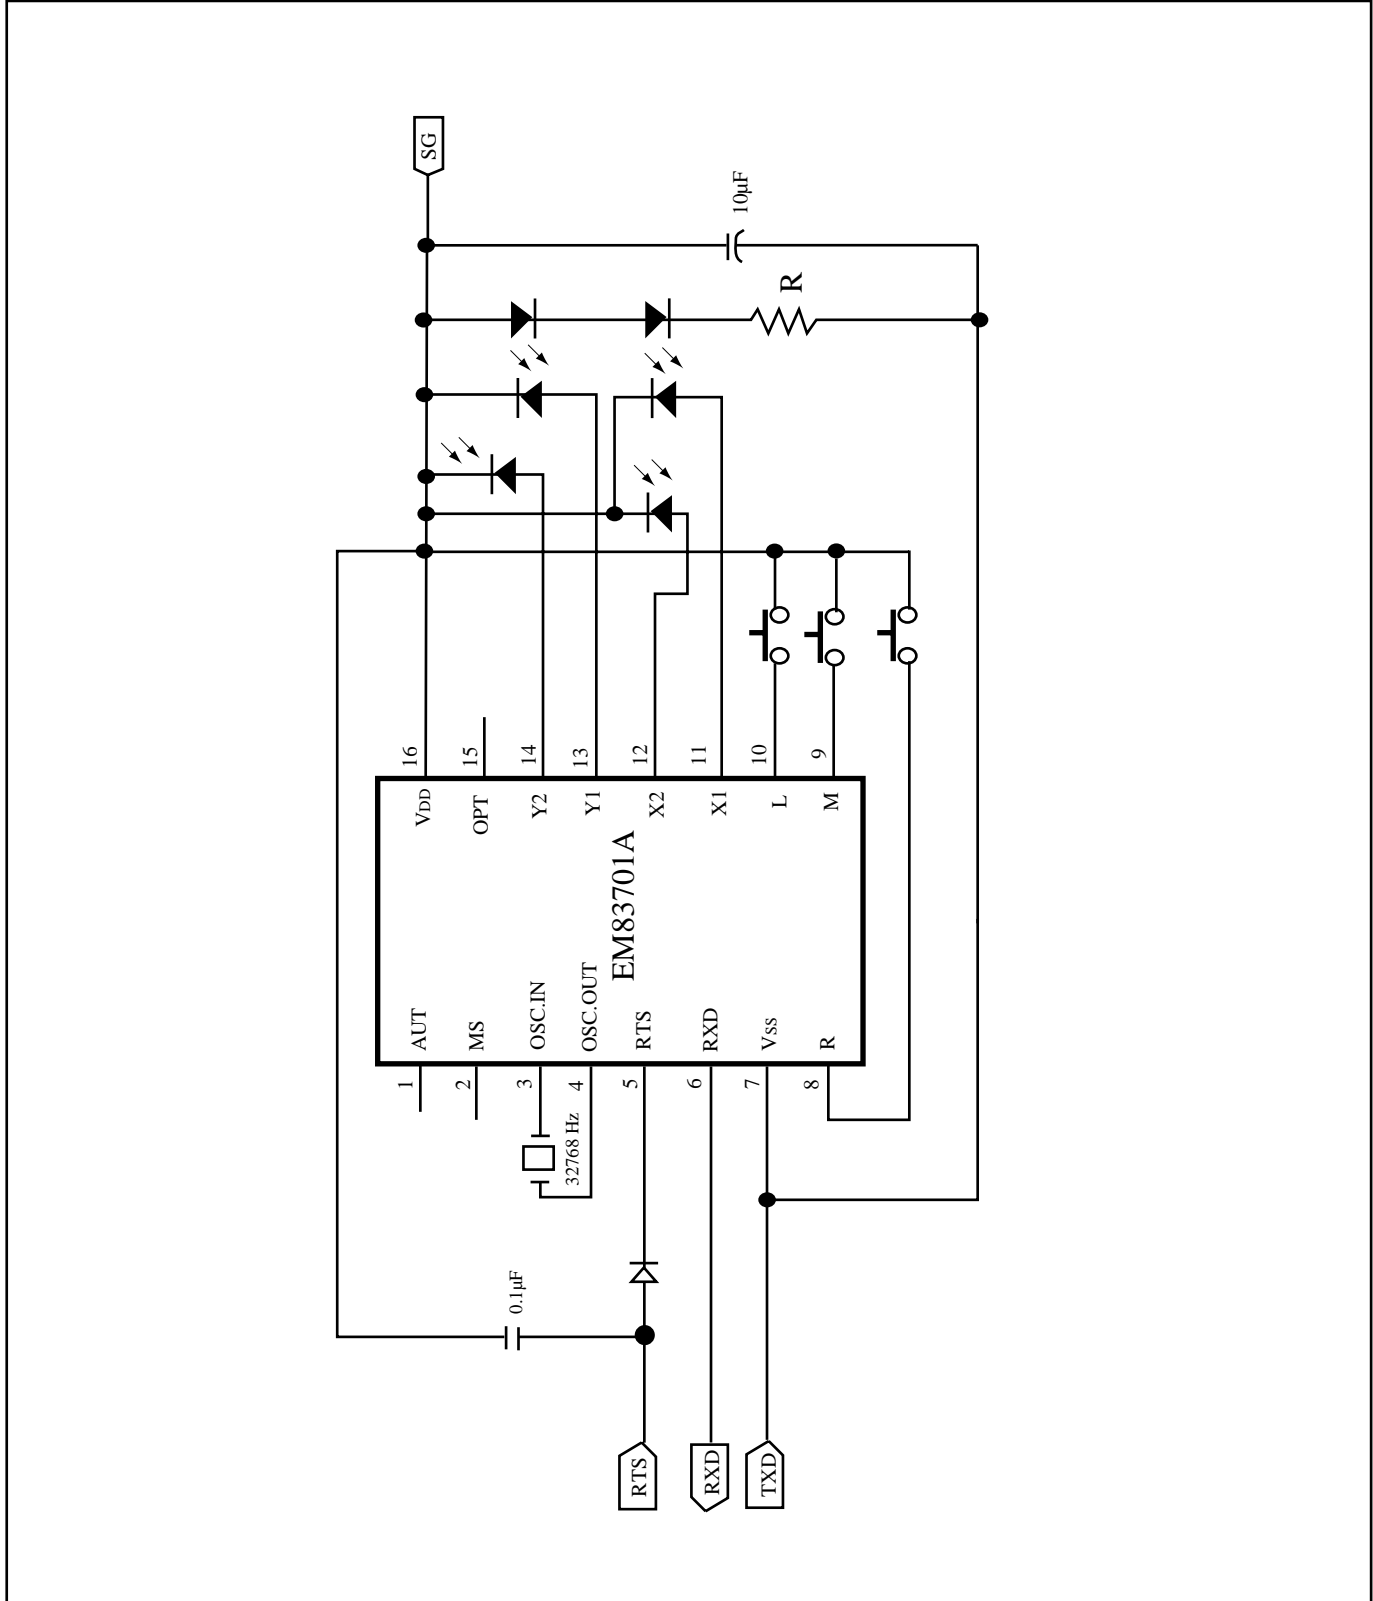 SG
10µF
R
16
15
14
13
12
11
10
9
VDD
OPT
Y2
Y1
X2
X1
L
M
EM83701A
AUT
MS
OSC.IN
OSC.OUT
RTS
RXD
VSS
R
1
2
3
4
5
6
7
8
32768 Hz
0.1µF
RTS
RXD
TXD